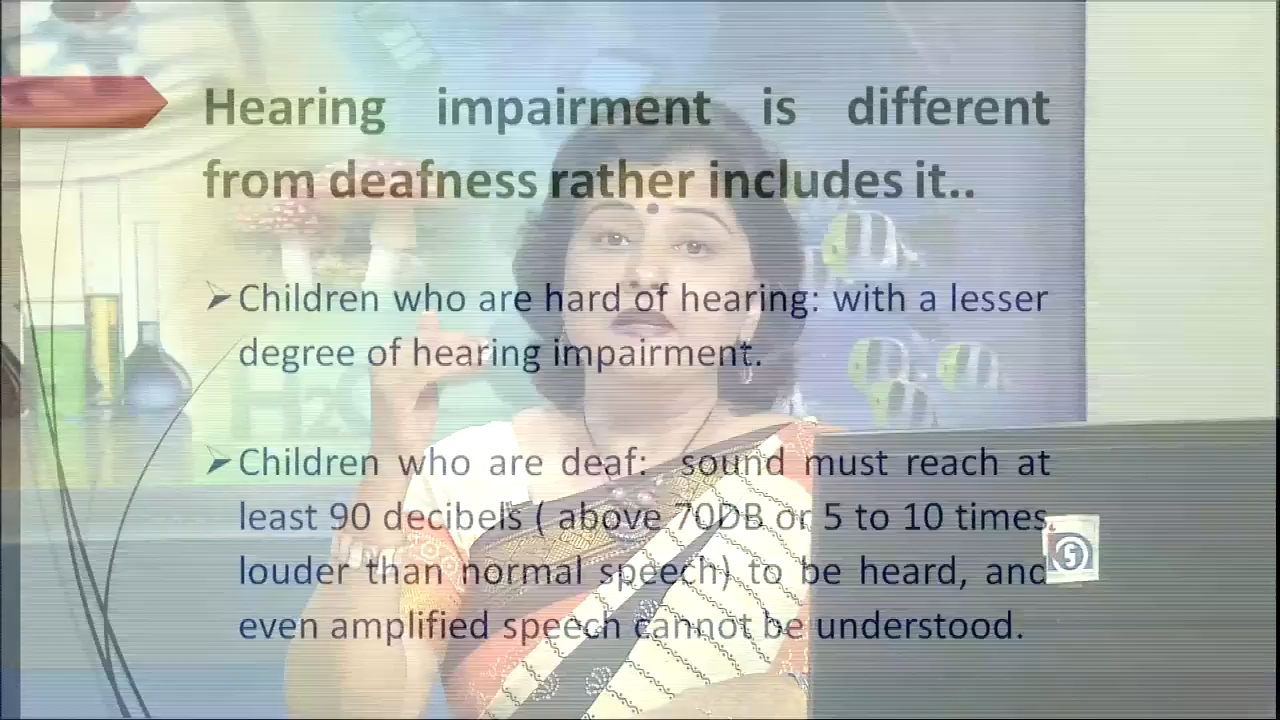 Hearing impairment is different
from deafness rather includes it..
➢ Children who are hard of hearing: with a lesser
degree of hearing impairment.
➢ Children who are deaf: sound must reach at
least 90 decibels ( above 70DB or 5 to 10 times
louder than normal speech) to be heard, and
even amplified speech cannot be understood.